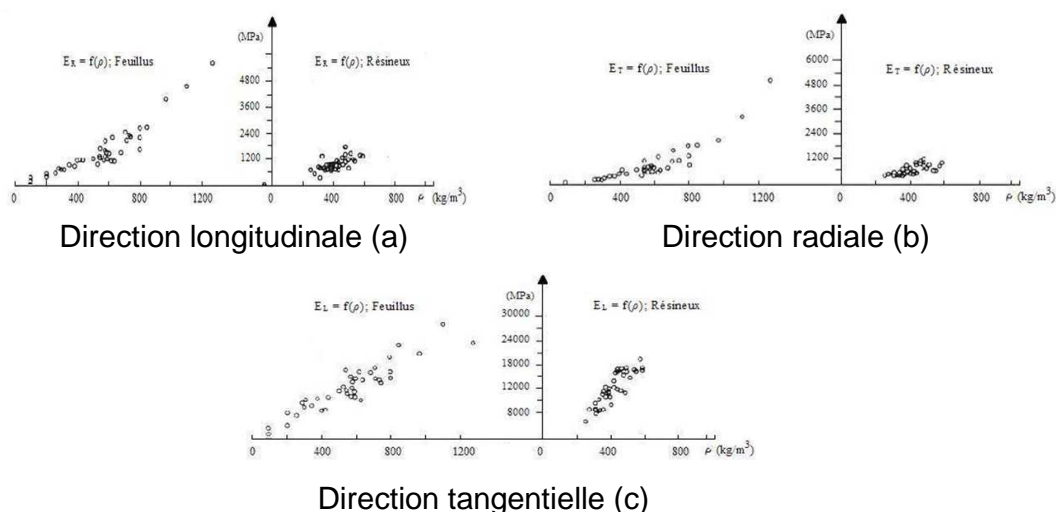 (MPa)
E_R = f(ρ); Feuillus
E_R = f(ρ); Résineux
4800
3600
2400
1200
0 400 800 1200
0 400 800 ρ (kg/m³)
Direction longitudinale (a)
(MPa)
E_T = f(ρ); Feuillus
E_T = f(ρ); Résineux
6000
4800
3600
2400
1200
0 400 800 1200
0 400 800 ρ (kg/m³)
Direction radiale (b)
(MPa)
E_L = f(ρ); Feuillus
E_L = f(ρ); Résineux
30000
24000
18000
12000
8000
0 400 800 1200
0 400 800 ρ (kg/m³)
Direction tangentielle (c)